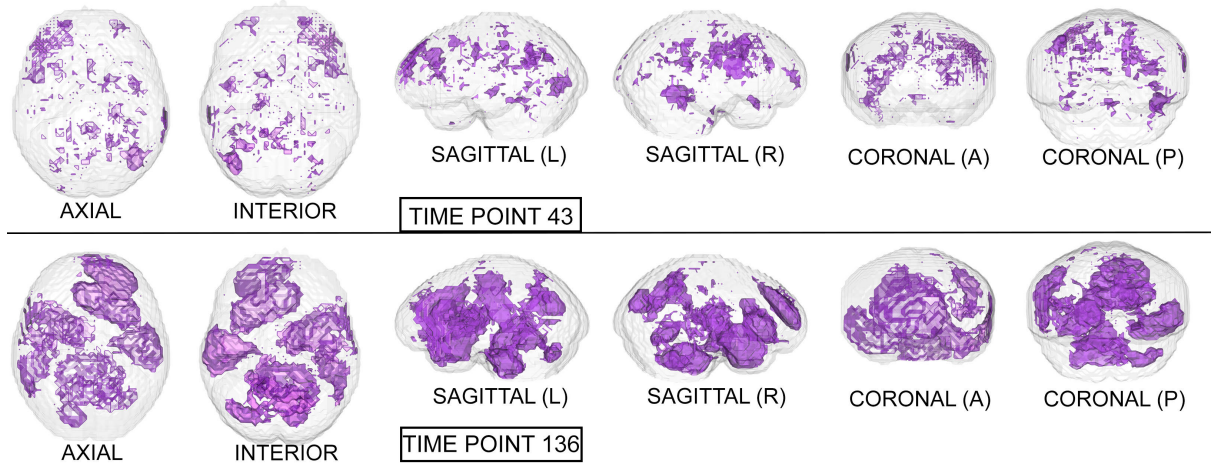 AXIAL
INTERIOR
SAGITTAL (L)
SAGITTAL (R)
CORONAL (A)
CORONAL (P)
TIME POINT 43
AXIAL
INTERIOR
SAGITTAL (L)
SAGITTAL (R)
CORONAL (A)
CORONAL (P)
TIME POINT 136